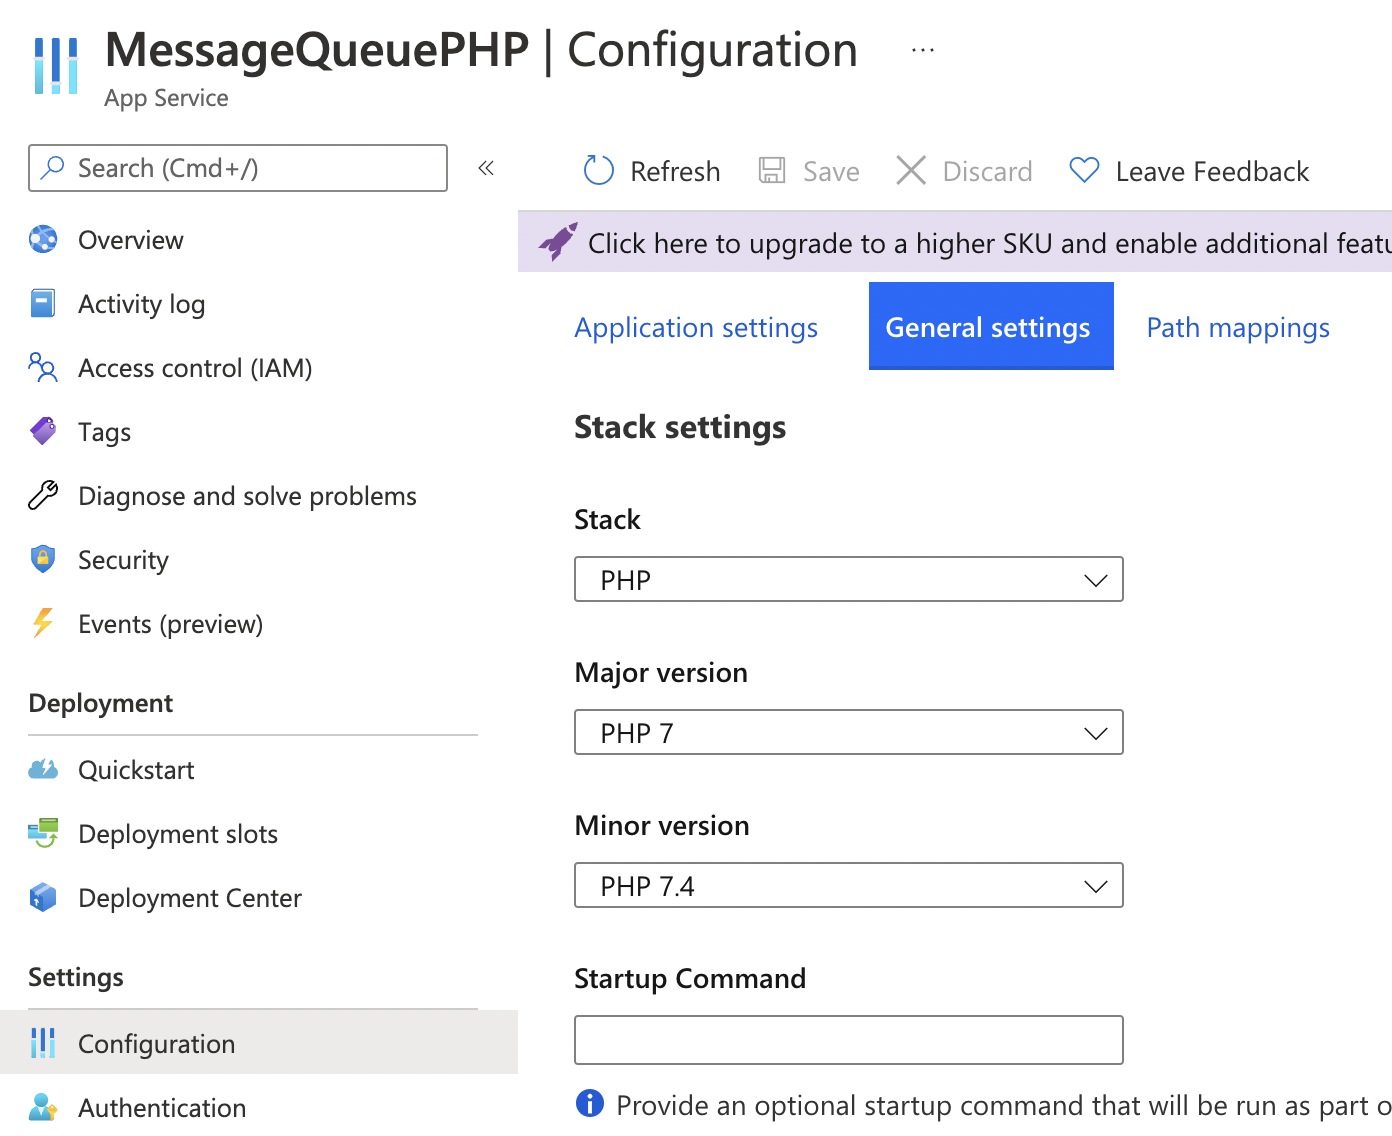 MessageQueuePHP | Configuration ...
App Service
Search (Cmd+/)
«
Overview
Activity log
Access control (IAM)
Tags
Diagnose and solve problems
Security
Events (preview)
Deployment
Quickstart
Deployment slots
Deployment Center
Settings
Configuration
Authentication
Refresh Save Discard Leave Feedback
Click here to upgrade to a higher SKU and enable additional featu
Application settings General settings Path mappings
Stack settings
Stack
PHP
Major version
PHP 7
Minor version
PHP 7.4
Startup Command
Provide an optional startup command that will be run as part o